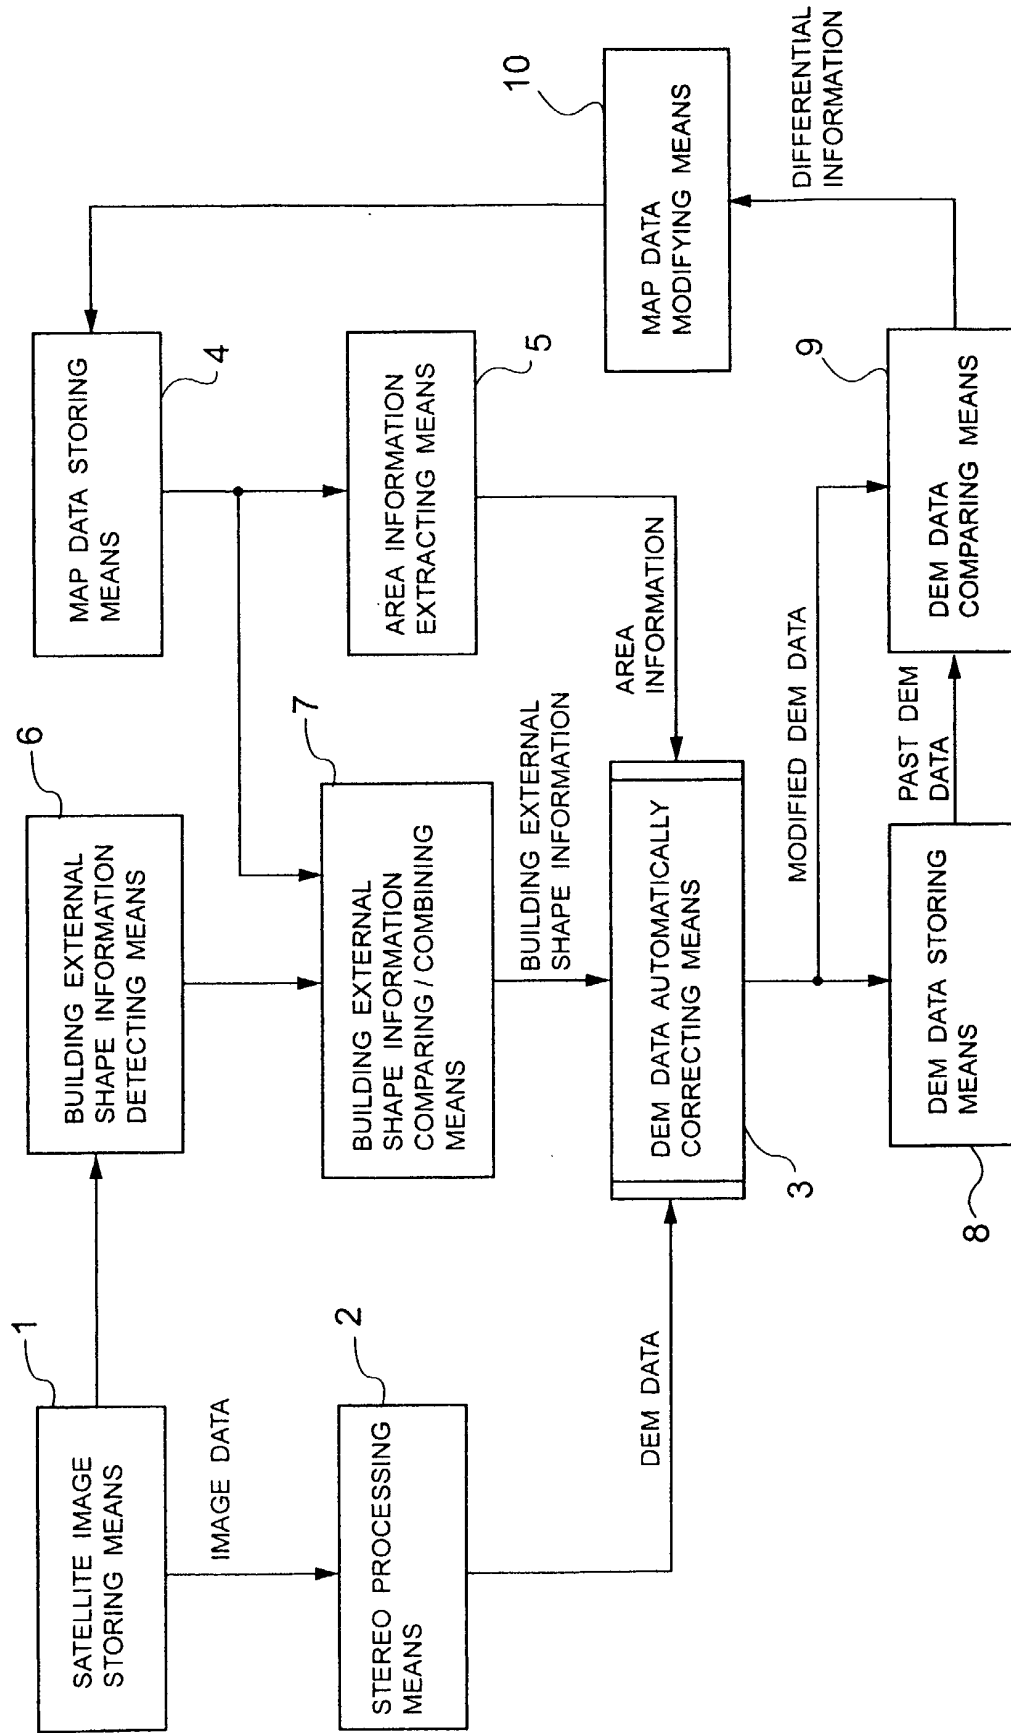 1
SATELLITE IMAGE
STORING MEANS
IMAGE DATA
2
STEREO PROCESSING
MEANS
DEM DATA
6
BUILDING EXTERNAL
SHAPE INFORMATION
DETECTING MEANS
7
BUILDING EXTERNAL
SHAPE INFORMATION
COMPARING / COMBINING
MEANS
BUILDING EXTERNAL
SHAPE INFORMATION
4
MAP DATA STORING
MEANS
5
AREA INFORMATION
EXTRACTING MEANS
AREA
INFORMATION
3
DEM DATA AUTOMATICALLY
CORRECTING MEANS
MODIFIED DEM DATA
8
DEM DATA STORING
MEANS
PAST DEM
DATA
9
DEM DATA
COMPARING MEANS
DIFFERENTIAL
INFORMATION
10
MAP DATA
MODIFYING MEANS